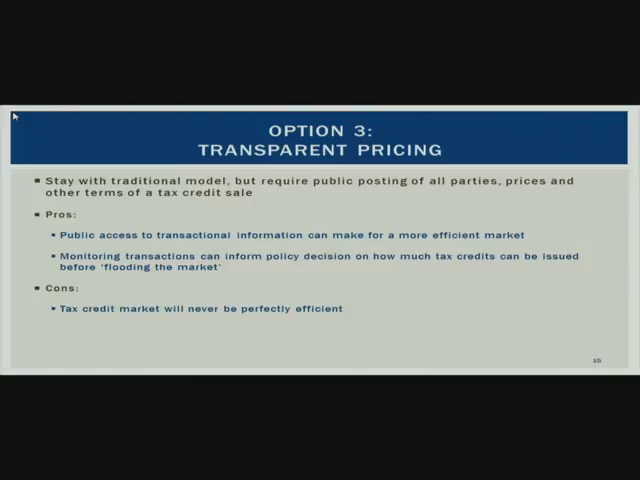 OPTION 3:
TRANSPARENT PRICING
Stay with traditional model, but require public posting of all parties, prices and
other terms of a tax credit sale
Pros:
Public access to transactional information can make for a more efficient market
Monitoring transactions can inform policy decision on how much tax credits can be issued
before ‘flooding the market’
Cons:
Tax credit market will never be perfectly efficient
15